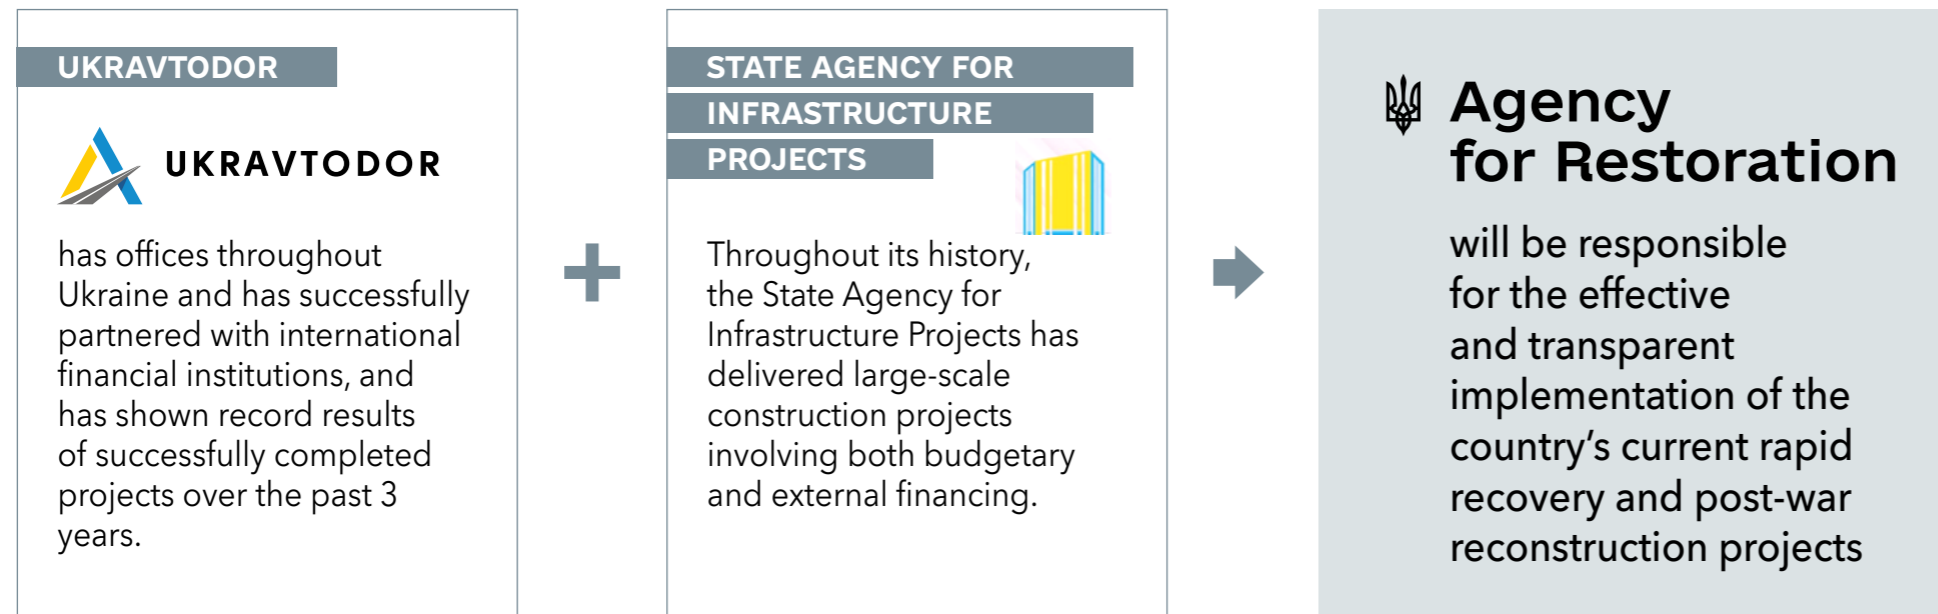 UKRAVTODOR
UKRAVTODOR
has offices throughout
Ukraine and has successfully
partnered with international
financial institutions, and
has shown record results
of successfully completed
projects over the past 3
years.
STATE AGENCY FOR
INFRASTRUCTURE
PROJECTS
Throughout its history,
the State Agency for
Infrastructure Projects has
delivered large-scale
construction projects
involving both budgetary
and external financing.
Agency
for Restoration
will be responsible
for the effective
and transparent
implementation of the
country’s current rapid
recovery and post-war
reconstruction projects